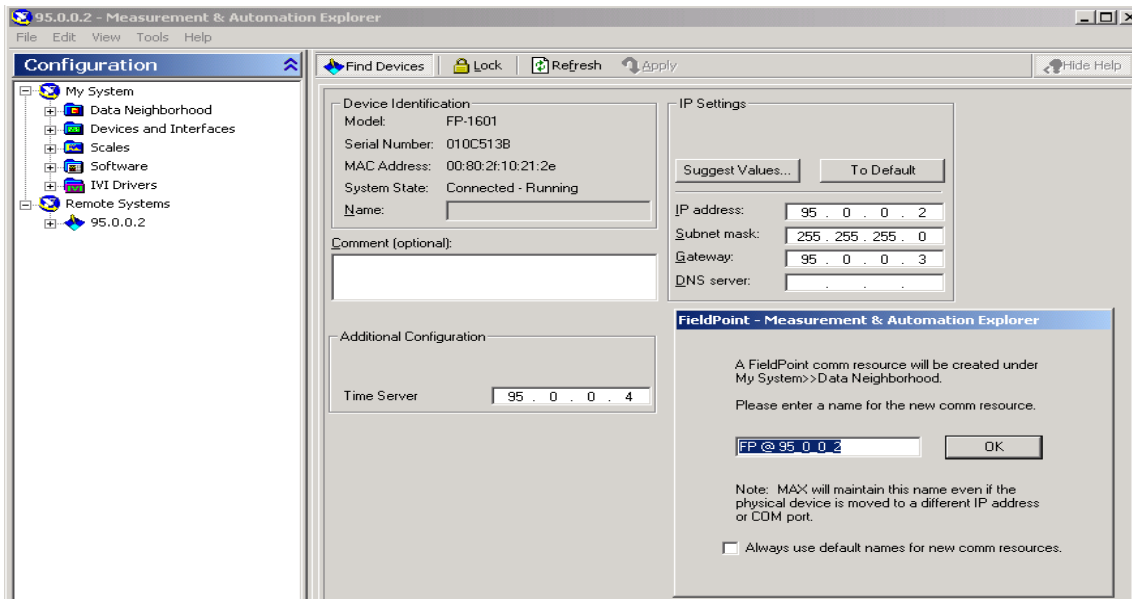 95.0.0.2 - Measurement & Automation Explorer
File Edit View Tools Help
Configuration
My System
Data Neighborhood
Devices and Interfaces
Scales
Software
IVI Drivers
Remote Systems
95.0.0.2
Find Devices Lock Refresh Apply Hide Help
Device Identification
Model: FP-1601
Serial Number: 010C513B
MAC Address: 00:80:2f:10:21:2e
System State: Connected - Running
Name:
Comment (optional):
Additional Configuration
Time Server 95 . 0 . 0 . 4
IP Settings
Suggest Values... To Default
IP address: 95 . 0 . 0 . 2
Subnet mask: 255 . 255 . 255 . 0
Gateway: 95 . 0 . 0 . 3
DNS server: . . .
FieldPoint - Measurement & Automation Explorer
A FieldPoint comm resource will be created under
My System>>Data Neighborhood.
Please enter a name for the new comm resource.
FP @ 95_0_0_2 OK
Note: MAX will maintain this name even if the
physical device is moved to a different IP address
or COM port.
Always use default names for new comm resources.